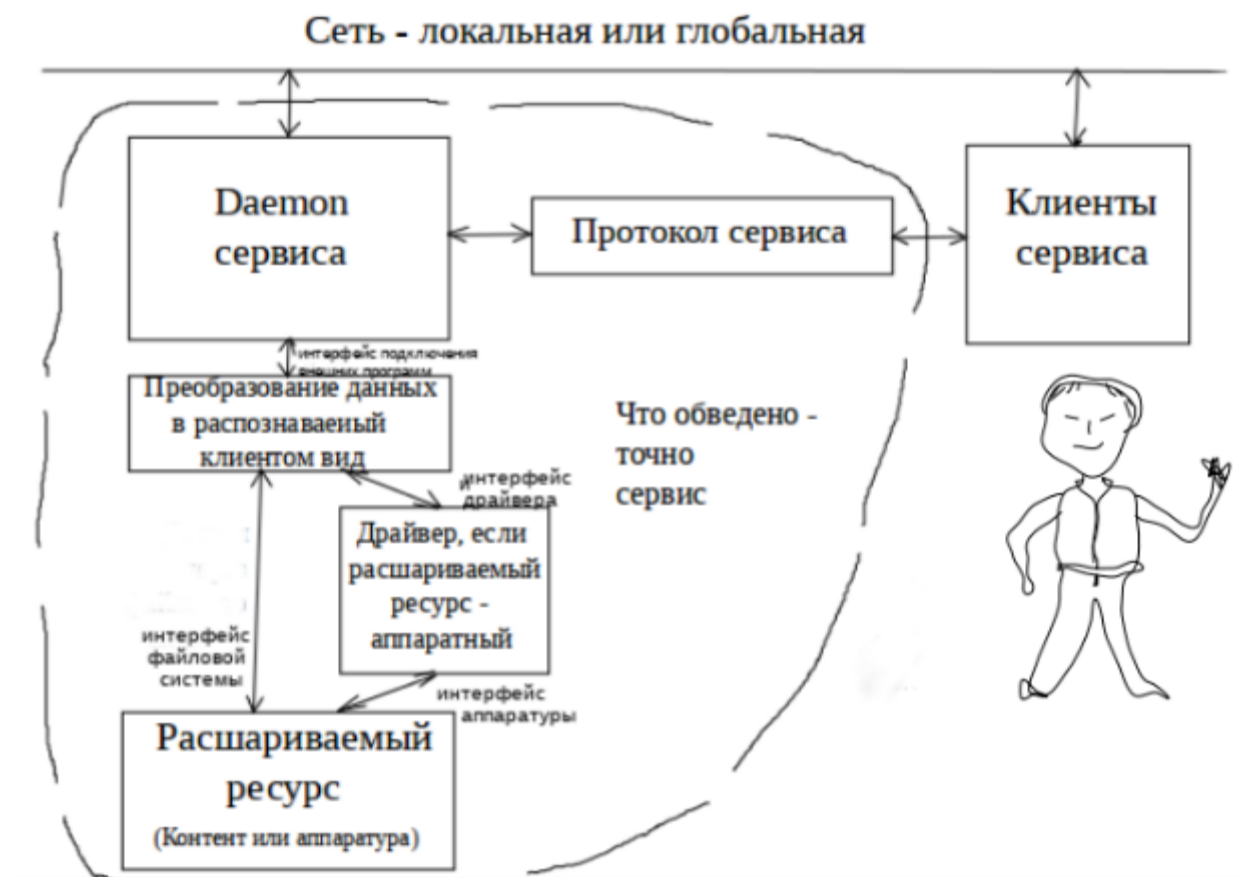 Сеть - локальная или глобальная
Daemon
сервиса
Протокол сервиса
Клиенты
сервиса
интерфейс подключения
внешних программ
Преобразование данных
в распознаваеиый
клиентом вид
Что обведено -
точно
сервис
интерфейс
драйвера
Драйвер, если
расшариваемый
ресурс -
аппаратный
интерфейс
файловой
системы
интерфейс
аппаратуры
Расшариваемый
ресурс
(Контент или аппаратура)